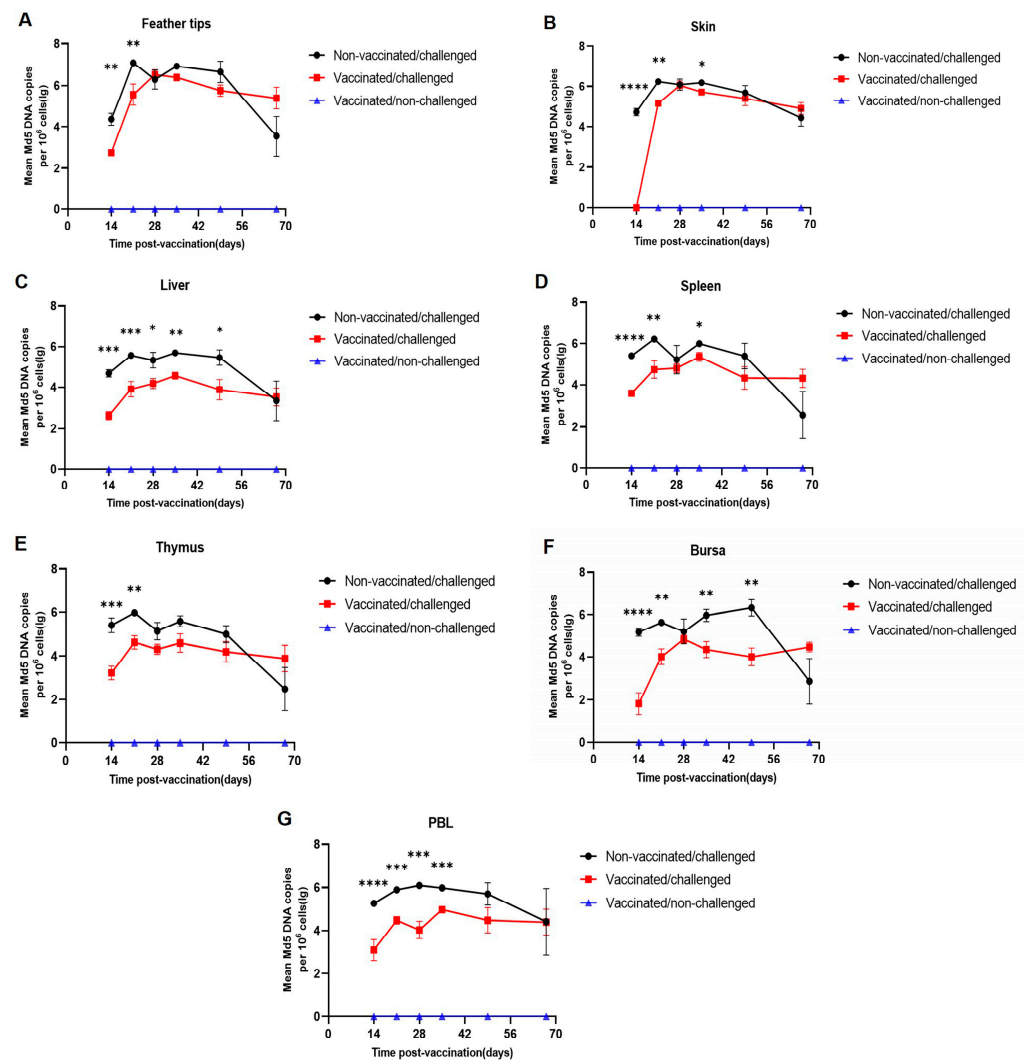 A
Feather tips
Mean Md5 DNA copies
per 10⁶ cells(lg)
8
6
4
2
0
** **
0 14 28 42 56 70
Time post-vaccination(days)
Non-vaccinated/challenged
Vaccinated/challenged
Vaccinated/non-challenged
B
Skin
Mean Md5 DNA copies
per 10⁶ cells(lg)
8
6
4
2
0
**** ** *
0 14 28 42 56 70
Time post-vaccination(days)
Non-vaccinated/challenged
Vaccinated/challenged
Vaccinated/non-challenged
C
Liver
Mean Md5 DNA copies
per 10⁶ cells(lg)
8
6
4
2
0
*** *** * ** *
0 14 28 42 56 70
Time post-vaccination(days)
Non-vaccinated/challenged
Vaccinated/challenged
Vaccinated/non-challenged
D
Spleen
Mean Md5 DNA copies
per 10⁶ cells(lg)
8
6
4
2
0
**** ** *
0 14 28 42 56 70
Time post-vaccination(days)
Non-vaccinated/challenged
Vaccinated/challenged
Vaccinated/non-challenged
E
Thymus
Mean Md5 DNA copies
per 10⁶ cells(lg)
8
6
4
2
0
*** **
0 14 28 42 56 70
Time post-vaccination(days)
Non-vaccinated/challenged
Vaccinated/challenged
Vaccinated/non-challenged
F
Bursa
Mean Md5 DNA copies
per 10⁶ cells(lg)
8
6
4
2
0
**** ** ** **
0 14 28 42 56 70
Time post-vaccination(days)
Non-vaccinated/challenged
Vaccinated/challenged
Vaccinated/non-challenged
G
PBL
Mean Md5 DNA copies
per 10⁶ cells(lg)
8
6
4
2
0
**** *** *** ***
0 14 28 42 56 70
Time post-vaccination(days)
Non-vaccinated/challenged
Vaccinated/challenged
Vaccinated/non-challenged